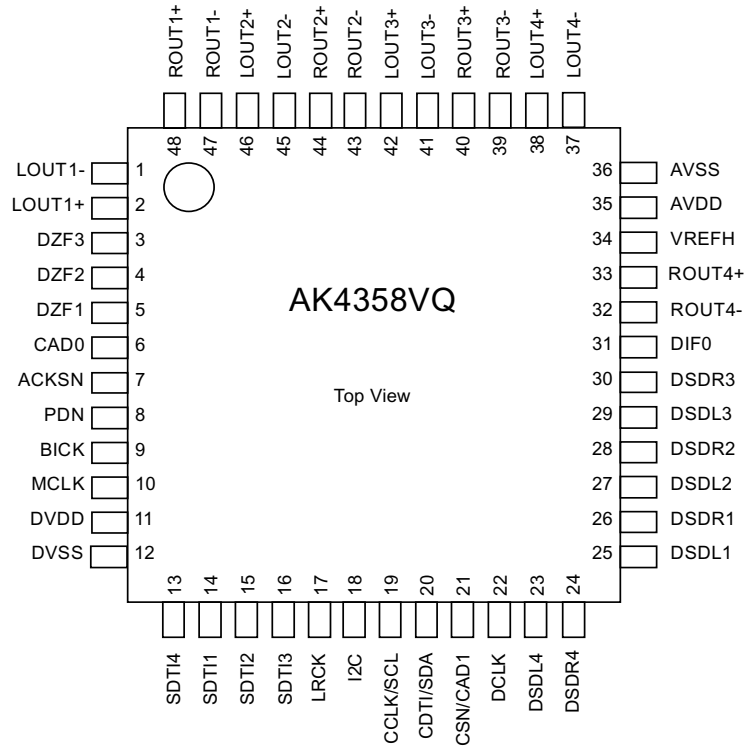 ROUT1+
ROUT1-
LOUT2+
LOUT2-
ROUT2+
ROUT2-
LOUT3+
LOUT3-
ROUT3+
ROUT3-
LOUT4+
LOUT4-
48
47
46
45
44
43
42
41
40
39
38
37
LOUT1- 1
LOUT1+ 2
DZF3 3
DZF2 4
DZF1 5
CAD0 6
ACKSN 7
PDN 8
BICK 9
MCLK 10
DVDD 11
DVSS 12
AK4358VQ
Top View
36 AVSS
35 AVDD
34 VREFH
33 ROUT4+
32 ROUT4-
31 DIF0
30 DSDR3
29 DSDL3
28 DSDR2
27 DSDL2
26 DSDR1
25 DSDL1
13
14
15
16
17
18
19
20
21
22
23
24
SDTI4
SDTI1
SDTI2
SDTI3
LRCK
I2C
CCLK/SCL
CDTI/SDA
CSN/CAD1
DCLK
DSDL4
DSDR4